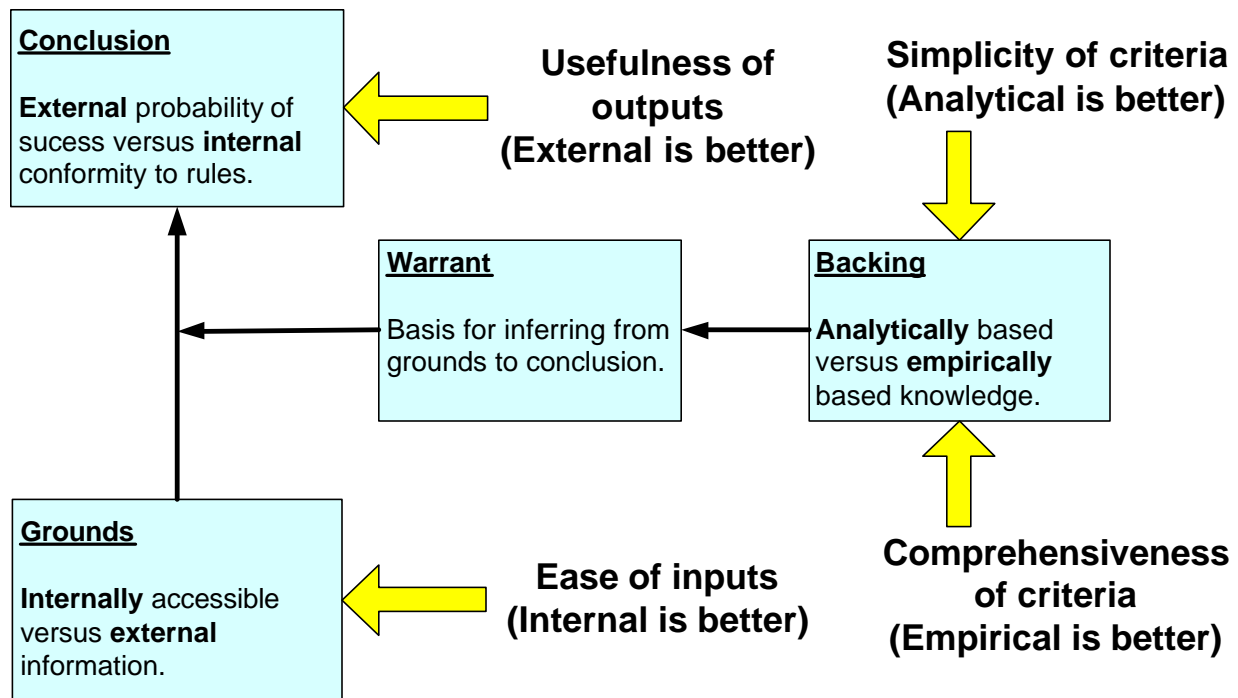 Conclusion
External probability of
sucess versus internal
conformity to rules.
Usefulness of
outputs
(External is better)
Simplicity of criteria
(Analytical is better)
Warrant
Basis for inferring from
grounds to conclusion.
Backing
Analytically based
versus empirically
based knowledge.
Grounds
Internally accessible
versus external
information.
Ease of inputs
(Internal is better)
Comprehensiveness
of criteria
(Empirical is better)